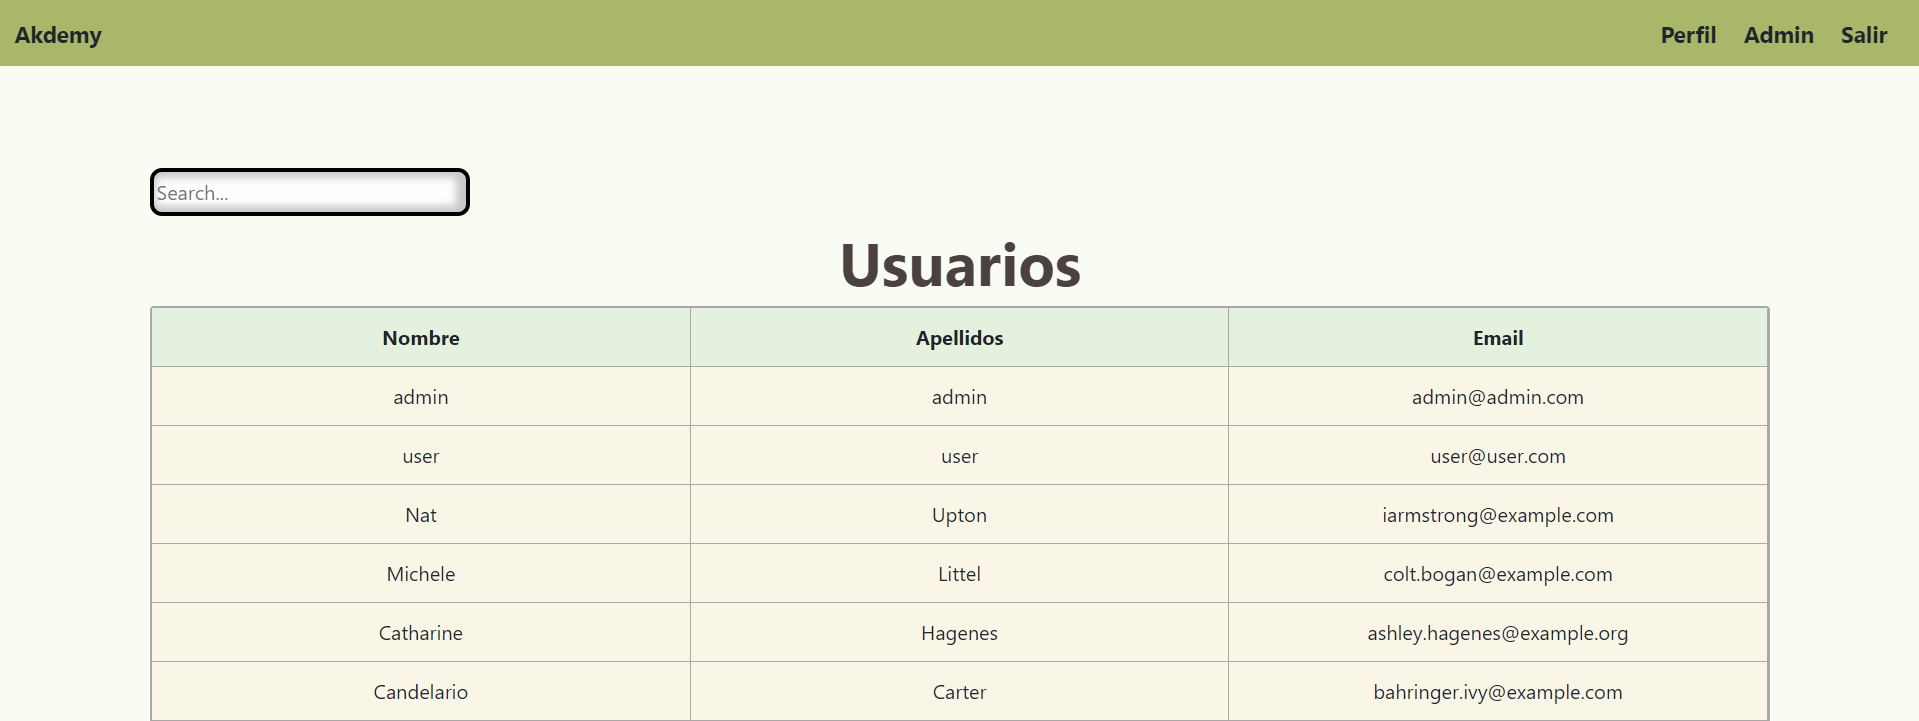 Akdemy Perfil Admin Salir
Search...
Usuarios
Nombre Apellidos Email
admin admin admin@admin.com
user user user@user.com
Nat Upton iarmstrong@example.com
Michele Littel colt.bogan@example.com
Catharine Hagenes ashley.hagenes@example.org
Candelario Carter bahringer.ivy@example.com